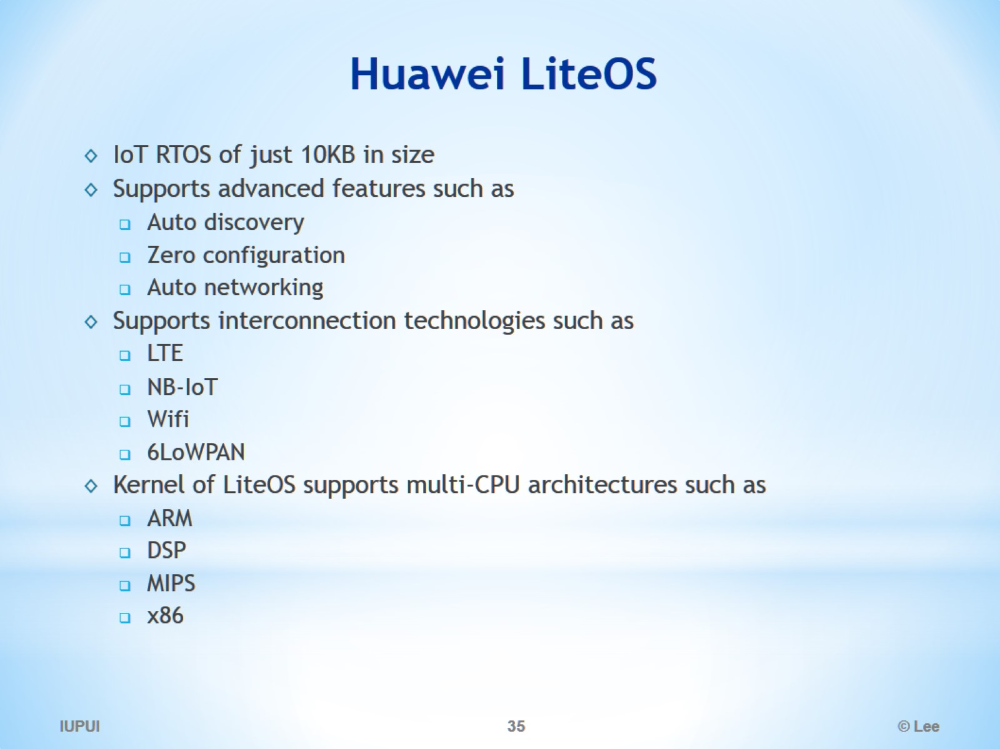 Huawei LiteOS
◇ IoT RTOS of just 10KB in size
◇ Supports advanced features such as
❑ Auto discovery
❑ Zero configuration
❑ Auto networking
◇ Supports interconnection technologies such as
❑ LTE
❑ NB-IoT
❑ Wifi
❑ 6LoWPAN
◇ Kernel of LiteOS supports multi-CPU architectures such as
❑ ARM
❑ DSP
❑ MIPS
❑ x86
IUPUI 35 © Lee